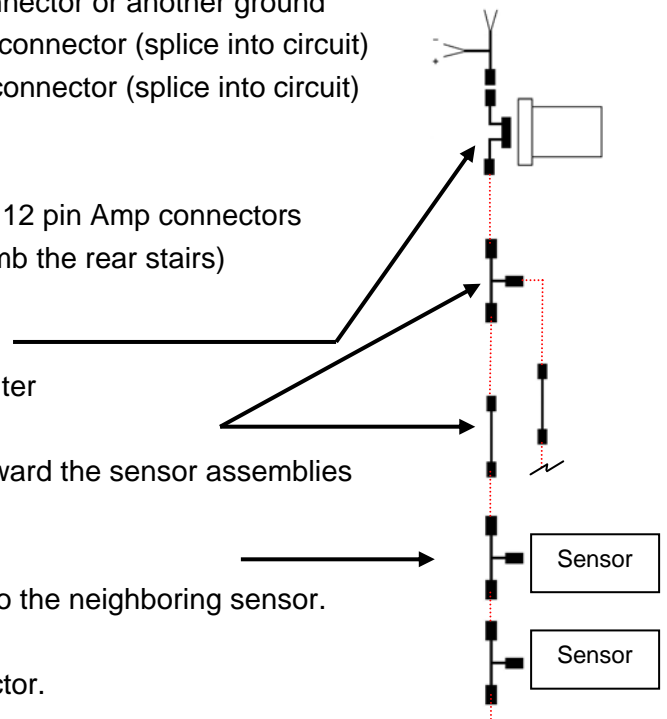 nnector or another ground
connector (splice into circuit)
connector (splice into circuit)
-
+
12 pin Amp connectors
mb the rear stairs)
ter
ward the sensor assemblies
Sensor
o the neighboring sensor.
Sensor
ctor.